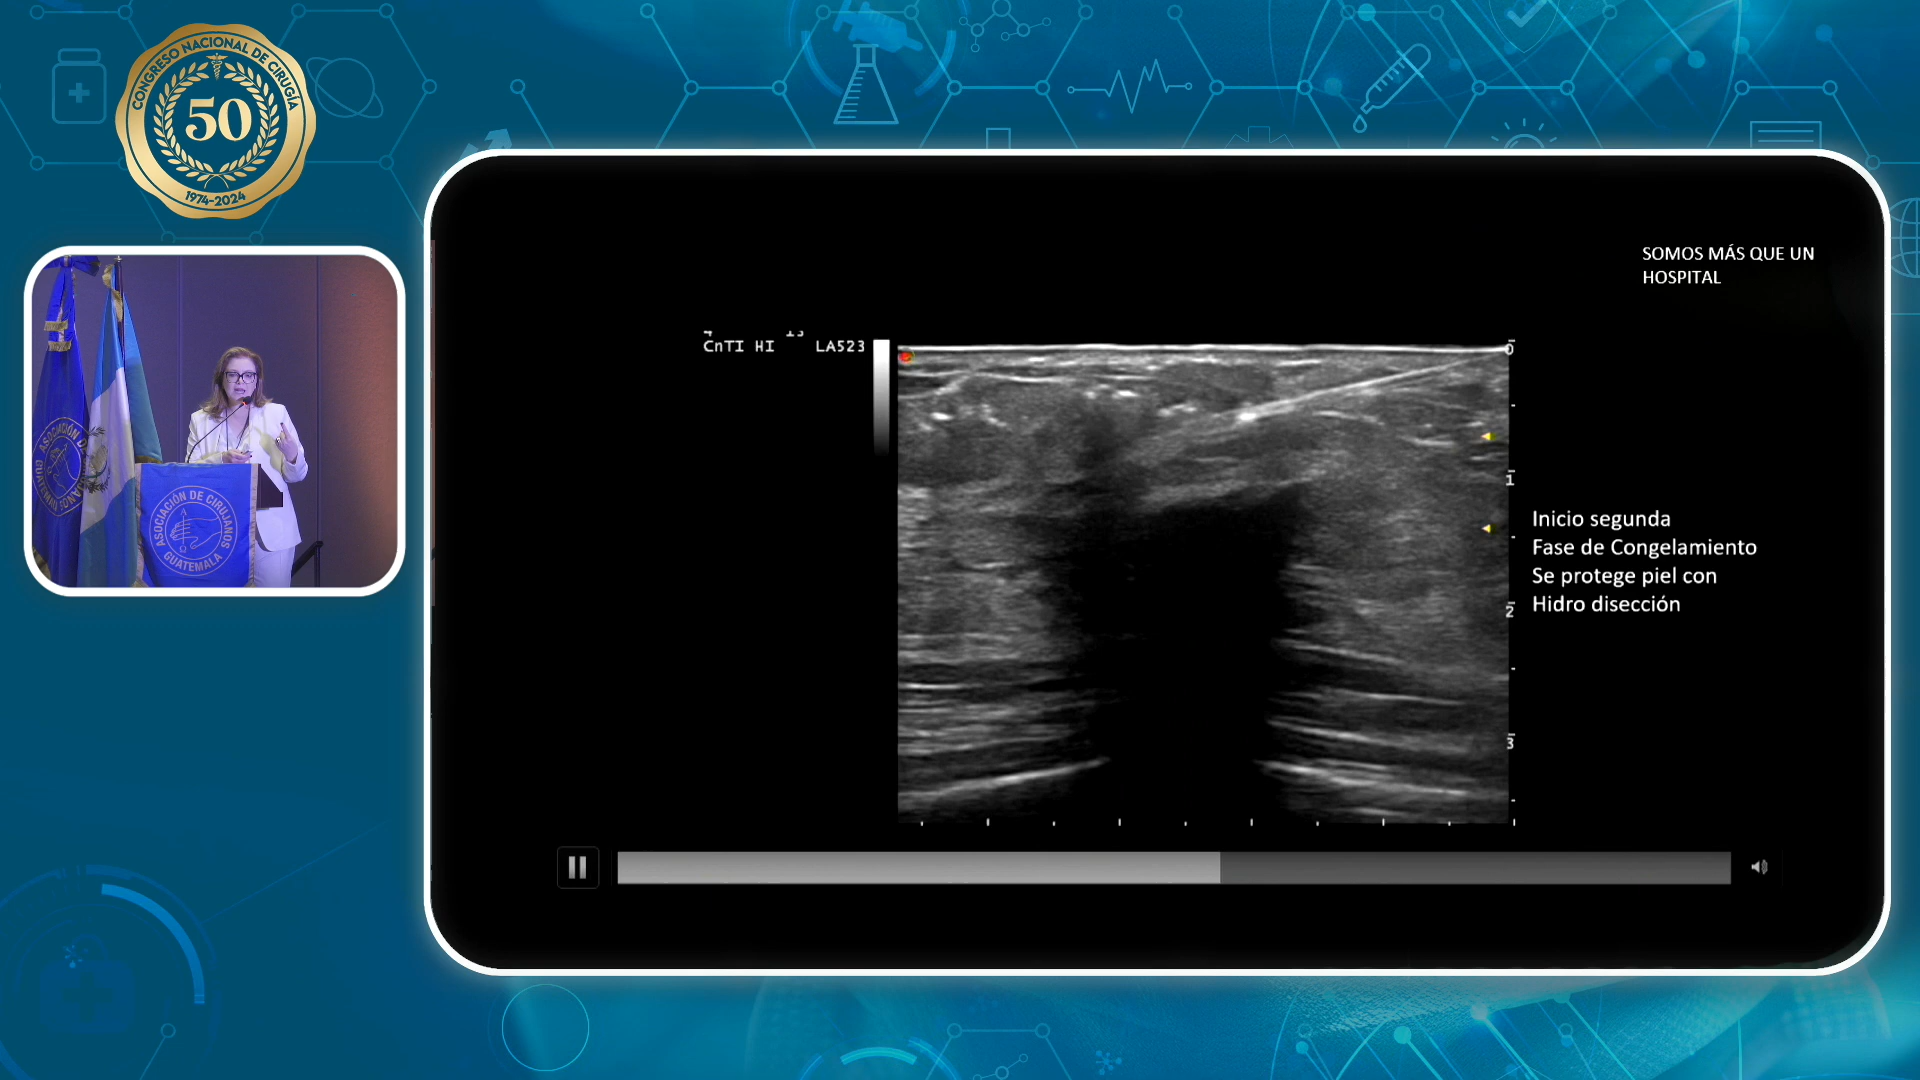 CONGRESO NACIONAL DE CIRUGÍA
50
1974-2024
SOMOS MÁS QUE UN
HOSPITAL
CnTI HI LA523
0
1
2
3
Inicio segunda
Fase de Congelamiento
Se protege piel con
Hidro disección
ASOCIACIÓN DE CIRUJANOS
GUATEMALA